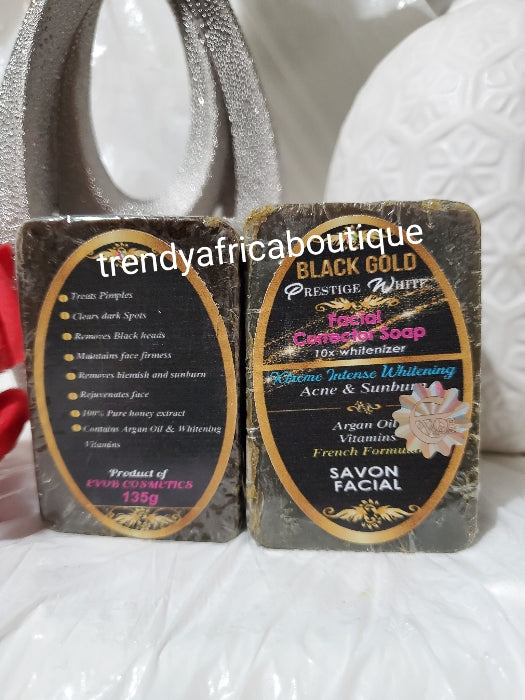 trendyafricaboutique
Treats Pimples
Clears dark Spots
Removes Black heads
Maintains face firmness
Removes blemish and sunburn
Rejuvenates face
100% Pure honey extract
Contains Argan Oil & Whitening
Vitamins
Product of
EVOB COSMETICS
135g
BLACK GOLD
PRESTIGE WHITE
Facial
Corrector Soap
10x whitenizer
Xtreme Intense Whitening
Acne & Sunburn
Argan Oil
Vitamins
French Formula
SAVON
FACIAL